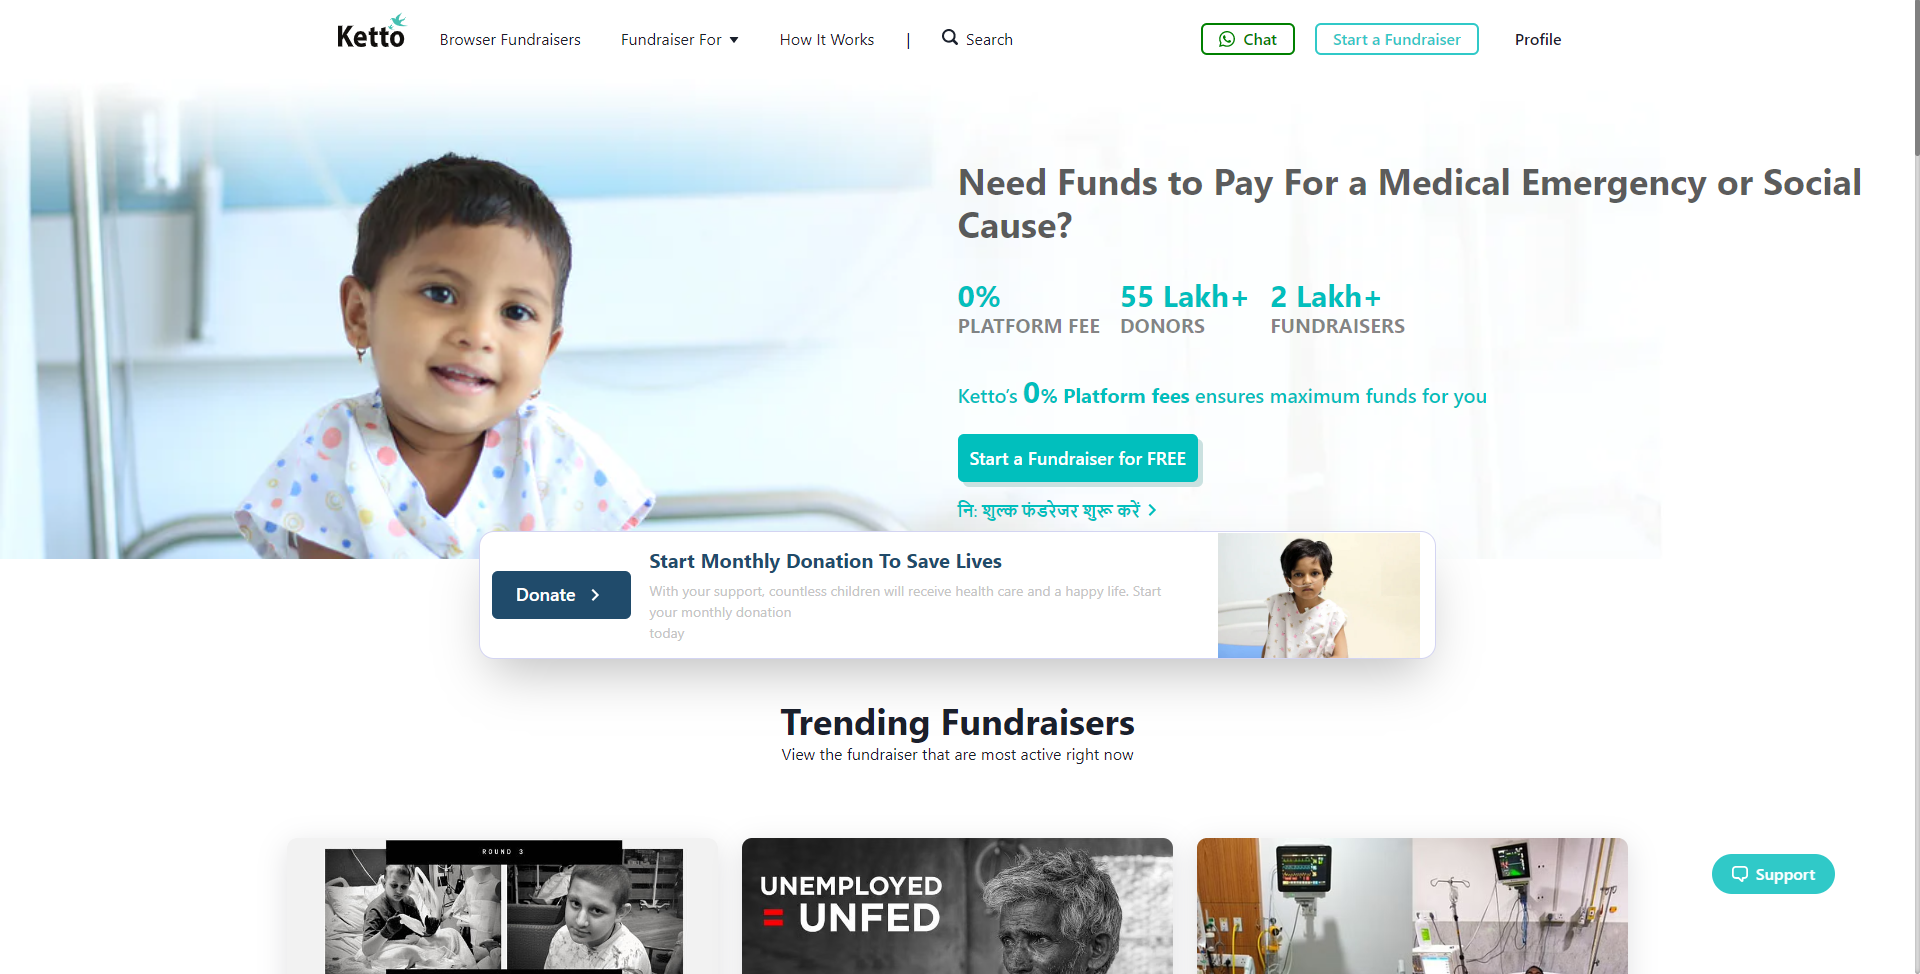 Ketto
Browser Fundraisers
Fundraiser For
How It Works
|
Search
Chat
Start a Fundraiser
Profile
Need Funds to Pay For a Medical Emergency or Social
Cause?
0%
PLATFORM FEE
55 Lakh+
DONORS
2 Lakh+
FUNDRAISERS
Ketto’s 0% Platform fees ensures maximum funds for you
Start a Fundraiser for FREE
नि: शुल्क फंडरेजर शुरू करें
Donate
Start Monthly Donation To Save Lives
With your support, countless children will receive health care and a happy life. Start
your monthly donation
today
Trending Fundraisers
View the fundraiser that are most active right now
ROUND 3
UNEMPLOYED
= UNFED
Support